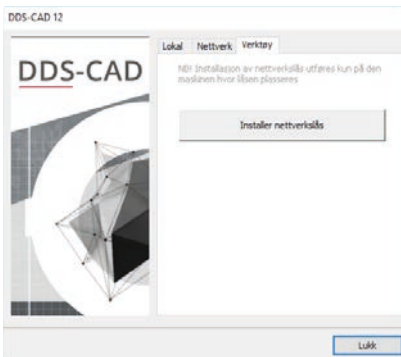 DDS-CAD 12
DDS-CAD
Lokal Nettverk Verktøy
NB! Installasjon av nettverkslås utføres kun på den
maskinen hvor låsen plasseres
Installer nettverkslås
Lukk